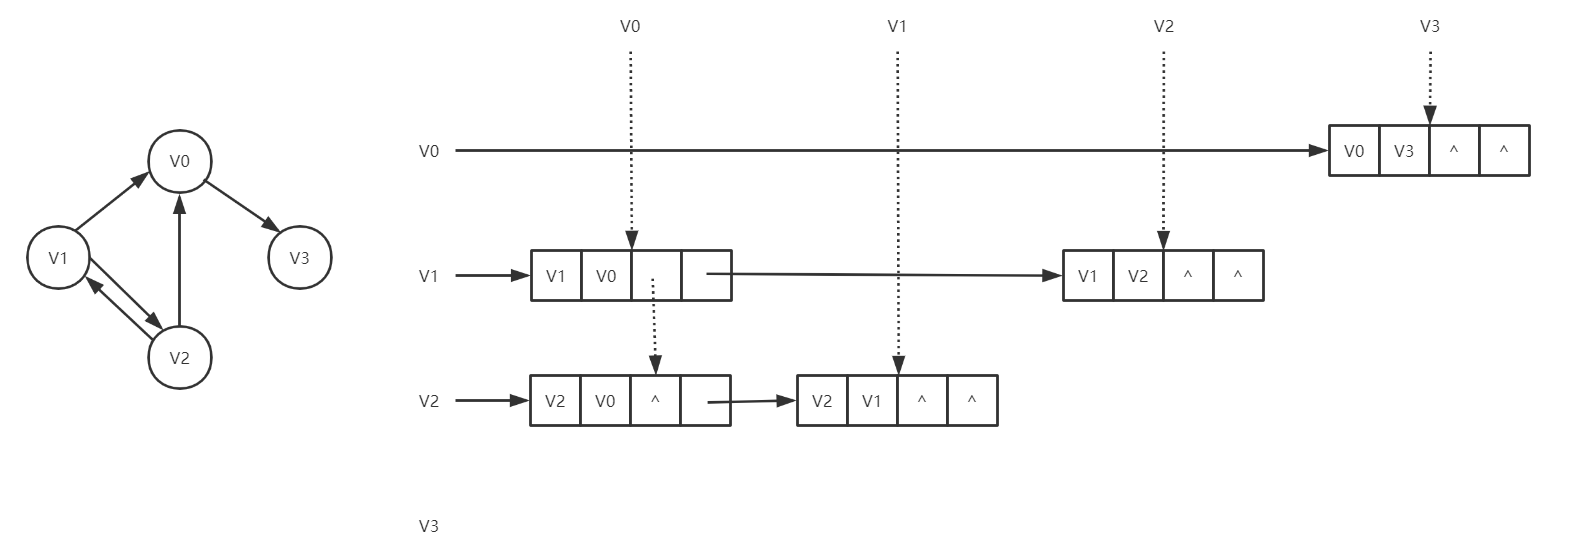 V0 V1 V2 V3
V0
V0 V0 V3 ^ ^
V1 V3
V1 V1 V0 V1 V2 ^ ^
V2
V2 V2 V0 ^ V2 V1 ^ ^
V3